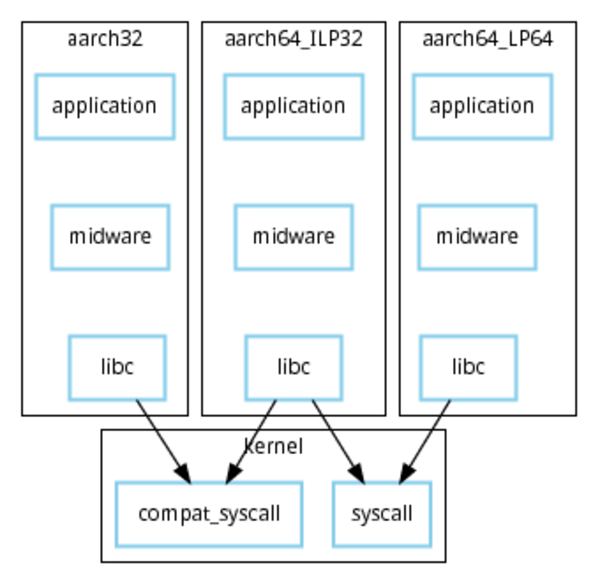 aarch32 aarch64_ILP32 aarch64_LP64
application application application
midware midware midware
libc libc libc
kernel
compat_syscall syscall